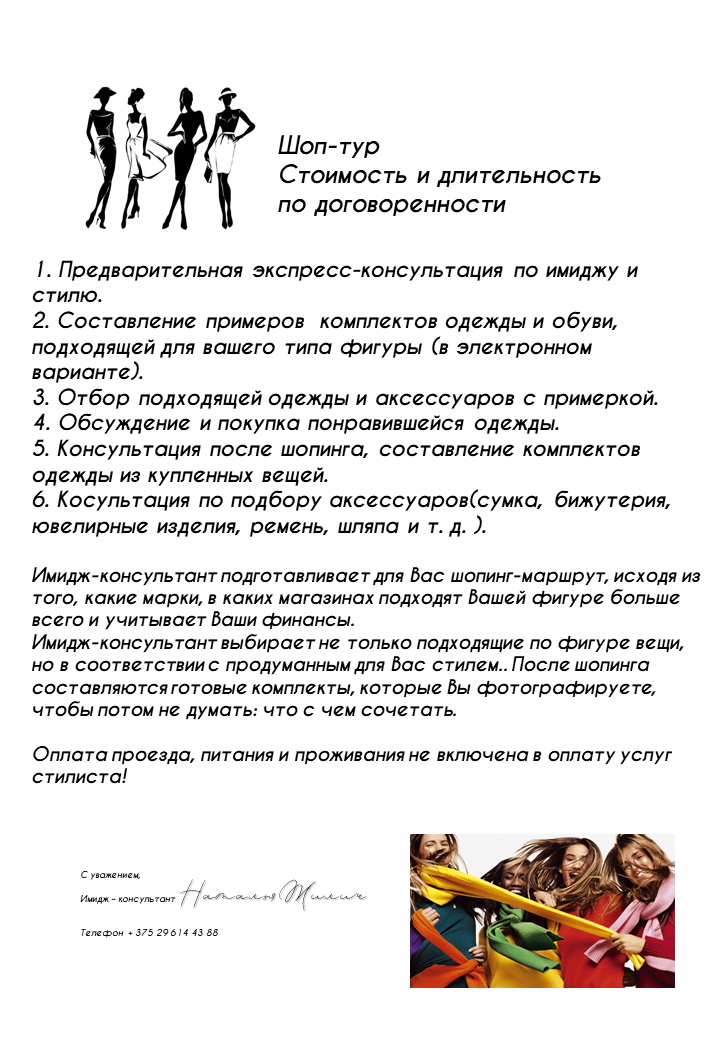 Шоп-тур
Стоимость и длительность
по договоренности
1. Предварительная экспресс-консультация по имиджу и
стилю.
2. Составление примеров комплектов одежды и обуви,
подходящей для вашего типа фигуры (в электронном
варианте).
3. Отбор подходящей одежды и аксессуаров с примеркой.
4. Обсуждение и покупка понравившейся одежды.
5. Консультация после шопинга, составление комплектов
одежды из купленных вещей.
6. Косультация по подбору аксессуаров(сумка, бижутерия,
ювелирные изделия, ремень, шляпа и т. д. ).
Имидж-консультант подготавливает для Вас шопинг-маршрут, исходя из
того, какие марки, в каких магазинах подходят Вашей фигуре больше
всего и учитывает Ваши финансы.
Имидж-консультант выбирает не только подходящие по фигуре вещи,
но в соответствии с продуманным для Вас стилем.. После шопинга
составляются готовые комплекты, которые Вы фотографируете,
чтобы потом не думать: что с чем сочетать.
Оплата проезда, питания и проживания не включена в оплату услуг
стилиста!
С уважением,
Имидж – консультант Наталья Милич
Телефон + 375 29 614 43 88